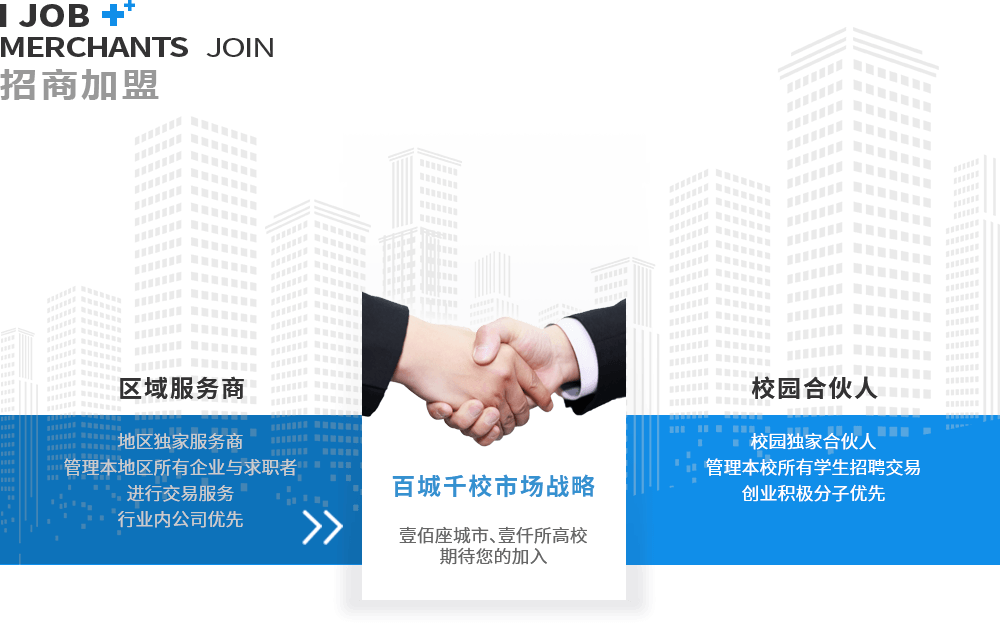 I JOB
MERCHANTS JOIN
招商加盟
区域服务商
地区独家服务商
管理本地区所有企业与求职者
进行交易服务
行业内公司优先
百城千校市场战略
壹佰座城市、壹仟所高校
期待您的加入
校园合伙人
校园独家合伙人
管理本校所有学生招聘交易
创业积极分子优先